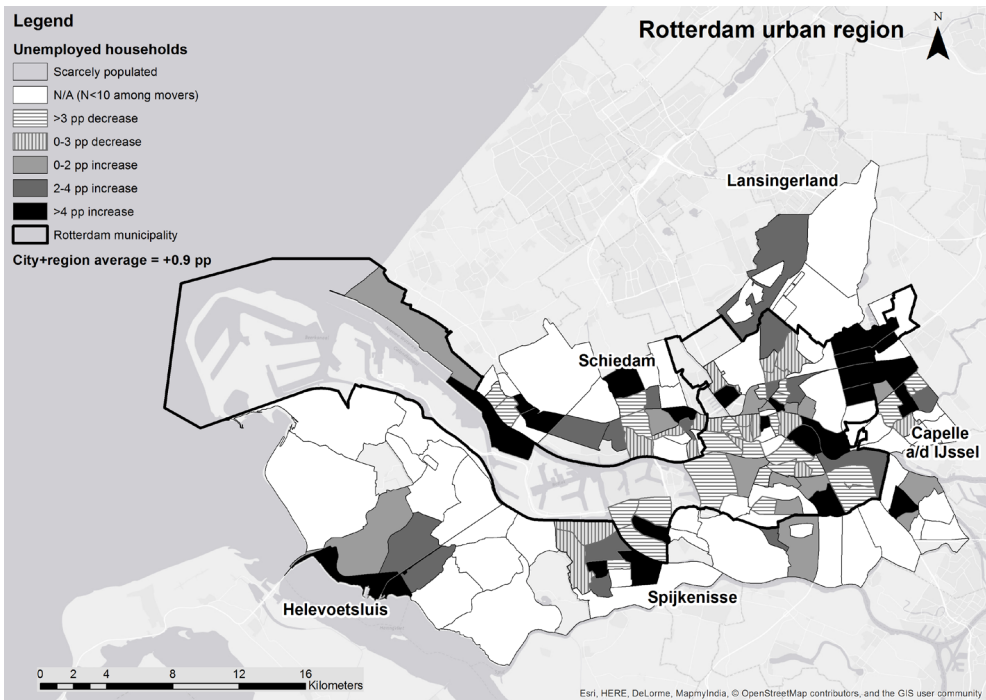 Legend
Unemployed households
Scarcely populated
N/A (N<10 among movers)
>3 pp decrease
0-3 pp decrease
0-2 pp increase
2-4 pp increase
>4 pp increase
Rotterdam municipality
City+region average = +0.9 pp
Rotterdam urban region
N
Lansingerland
Schiedam
Capelle
a/d IJssel
Helevoetsluis
Spijkenisse
0 2 4 8 12 16
Kilometers
Esri, HERE, DeLorme, MapmyIndia, © OpenStreetMap contributors, and the GIS user community